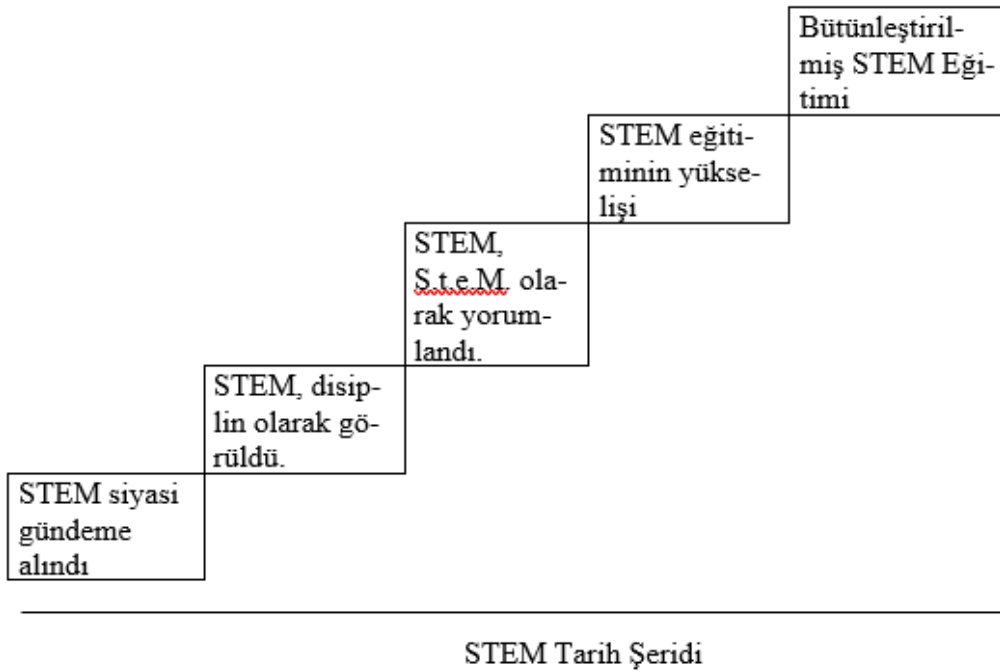 Bütünleştiril-
miş STEM Eği-
timi
STEM eğiti-
minin yükse-
lişi
STEM,
S.t.e.M. ola-
rak yorum-
landı.
STEM, disip-
lin olarak gö-
rüldü.
STEM siyasi
gündeme
alındı
STEM Tarih Şeridi